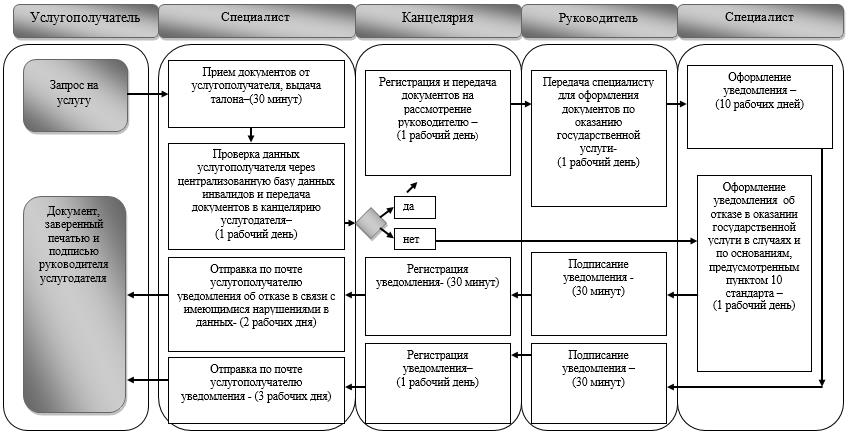 Услугополучатель
Специалист
Канцелярия
Руководитель
Специалист
Запрос на
услугу
Прием документов от
услугополучателя, выдача
талона–(30 минут)
Проверка данных
услугополучателя через
централизованную базу данных
инвалидов и передача
документов в канцелярию
услугодателя–
(1 рабочий день)
Регистрация и передача
документов на
рассмотрение
руководителю –
(1 рабочий день)
да
нет
Передача специалисту
для оформления
документов по
оказанию
государственной
услуги-
(1 рабочий день)
Оформление
уведомления –
(10 рабочих дней)
Оформление
уведомления об
отказе в оказании
государственной
услуги в случаях и
по основаниям,
предусмотренным
пунктом 10
стандарта –
(1 рабочий день)
Подписание
уведомления -
(30 минут)
Регистрация
уведомления- (30 минут)
Отправка по почте
услугополучателю
уведомления об отказе в связи с
имеющимися нарушениями в
данных- (2 рабочих дня)
Подписание
уведомления –
(30 минут)
Регистрация
уведомления–
(1 рабочий день)
Отправка по почте
услугополучателю
уведомления - (3 рабочих дня)
Документ,
заверенный
печатью и
подписью
руководителя
услугодателя